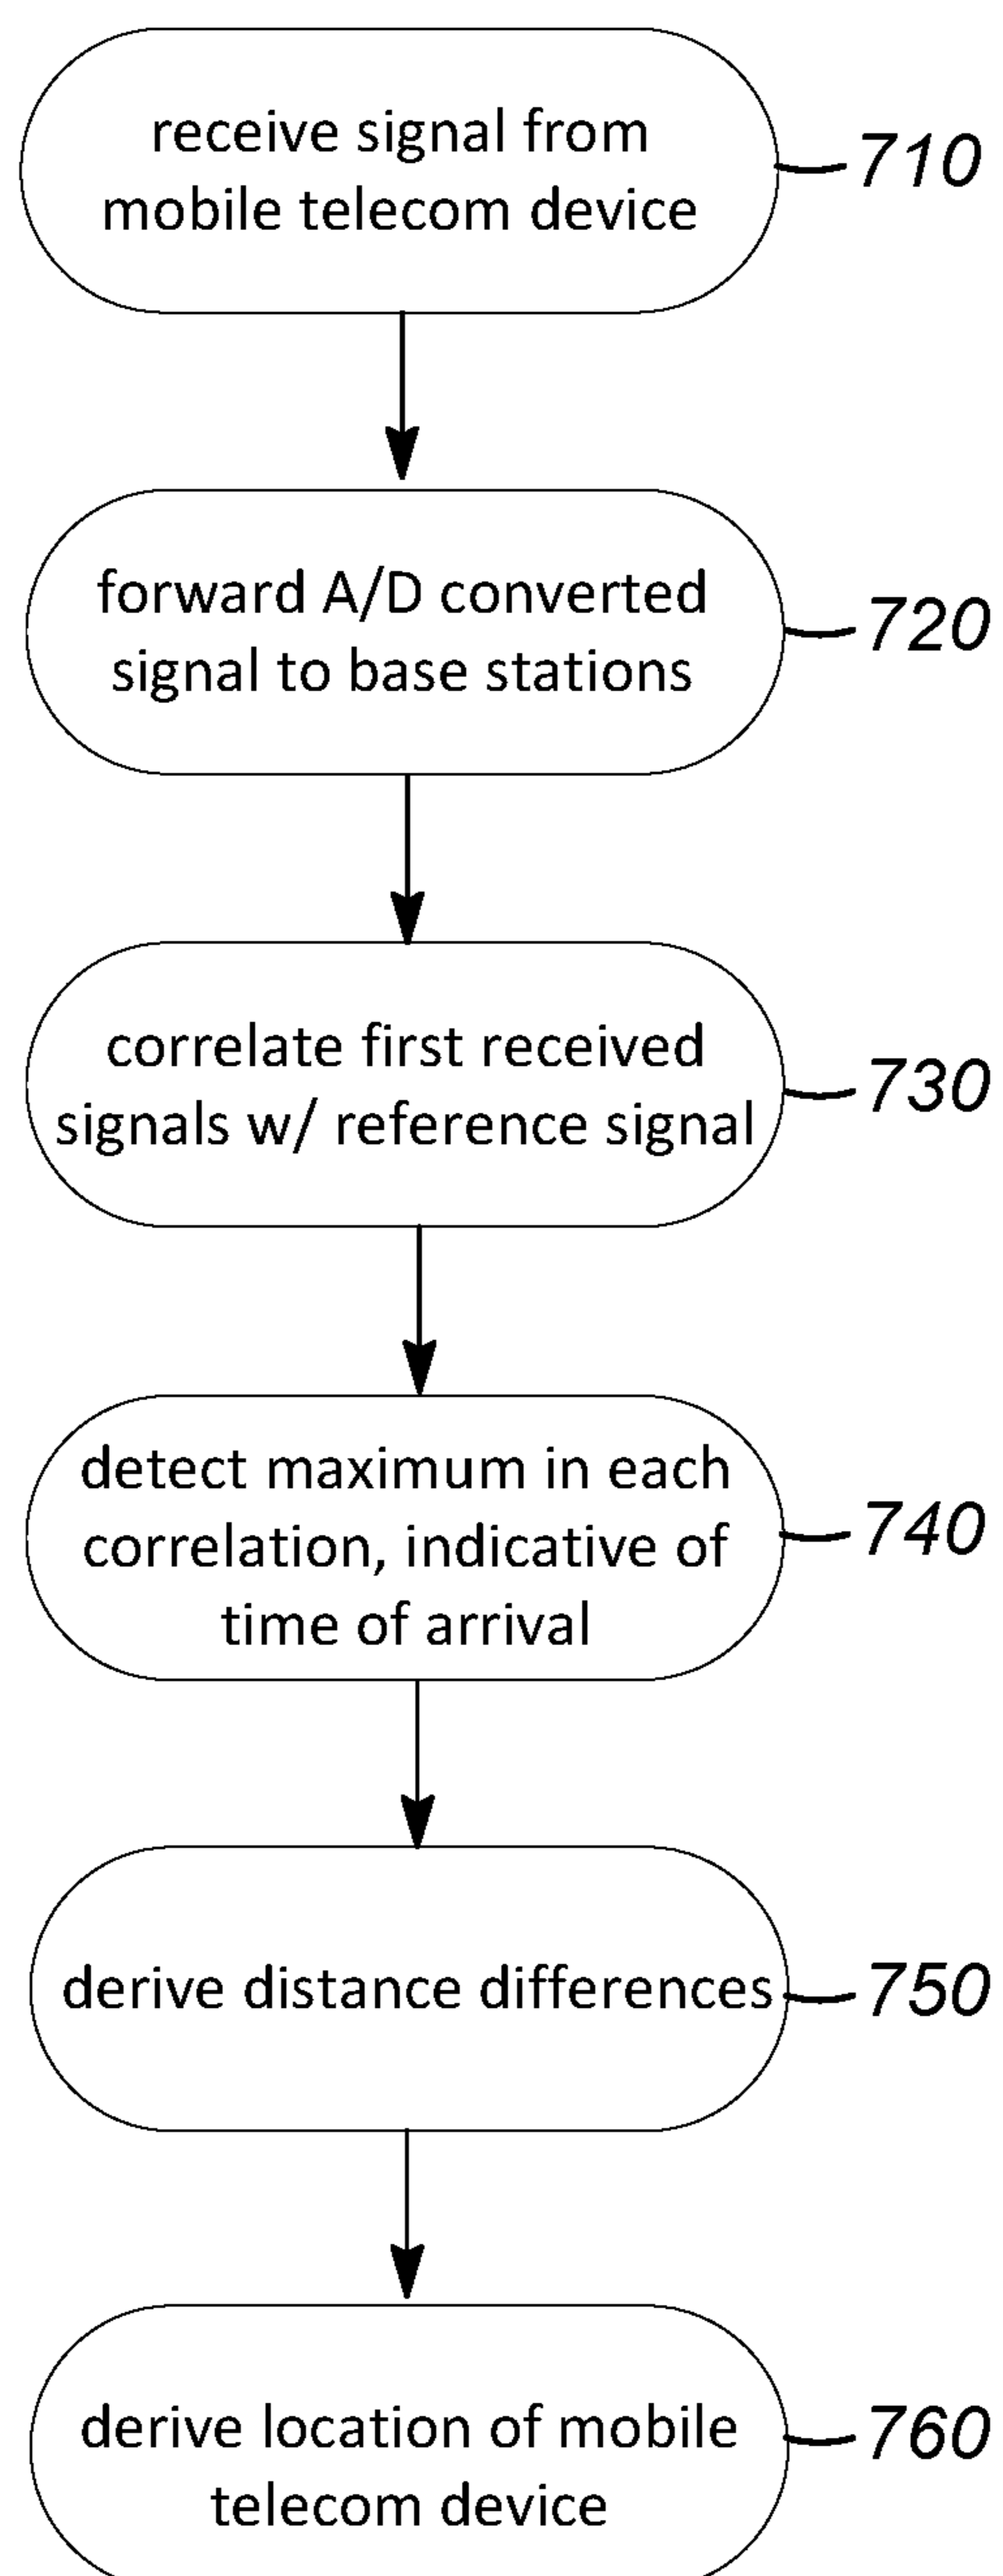 receive signal from
mobile telecom device
710
forward A/D converted
signal to base stations
720
correlate first received
signals w/ reference signal
730
detect maximum in each
correlation, indicative of
time of arrival
740
derive distance differences
750
derive location of mobile
telecom device
760